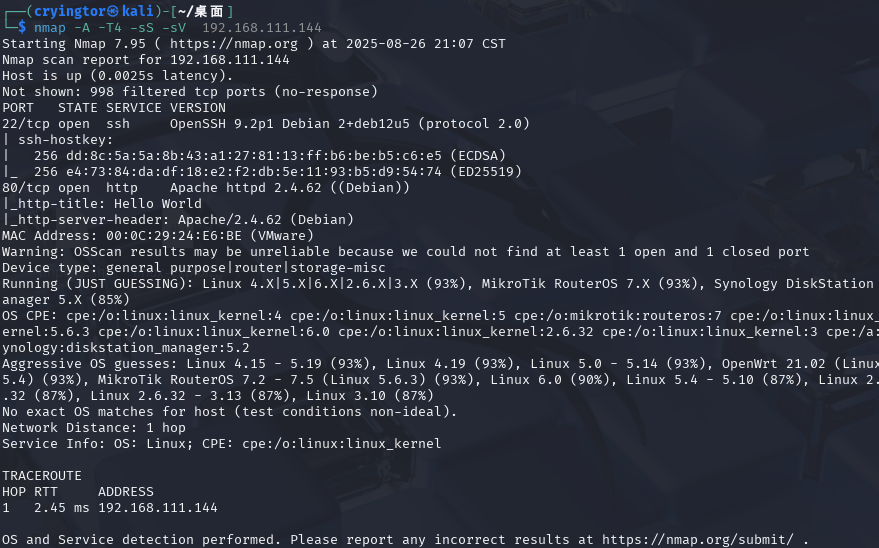 ┌──(cryingtor㉿kali)-[~/桌面]
└─$ nmap -A -T4 -sS -sV  192.168.111.144
Starting Nmap 7.95 ( https://nmap.org ) at 2025-08-26 21:07 CST
Nmap scan report for 192.168.111.144
Host is up (0.0025s latency).
Not shown: 998 filtered tcp ports (no-response)
PORT   STATE SERVICE VERSION
22/tcp open  ssh     OpenSSH 9.2p1 Debian 2+deb12u5 (protocol 2.0)
| ssh-hostkey:
|   256 dd:8c:5a:5a:8b:43:a1:27:81:13:ff:b6:be:b5:c6:e5 (ECDSA)
|_  256 e4:73:84:da:df:18:e2:f2:db:5e:11:93:b5:d9:54:74 (ED25519)
80/tcp open  http    Apache httpd 2.4.62 ((Debian))
|_http-title: Hello World
|_http-server-header: Apache/2.4.62 (Debian)
MAC Address: 00:0C:29:24:E6:BE (VMware)
Warning: OSScan results may be unreliable because we could not find at least 1 open and 1 closed port
Device type: general purpose|router|storage-misc
Running (JUST GUESSING): Linux 4.X|5.X|6.X|2.6.X|3.X (93%), MikroTik RouterOS 7.X (93%), Synology DiskStation
anager 5.X (85%)
OS CPE: cpe:/o:linux:linux_kernel:4 cpe:/o:linux:linux_kernel:5 cpe:/o:mikrotik:routeros:7 cpe:/o:linux:linux_
ernel:5.6.3 cpe:/o:linux:linux_kernel:6.0 cpe:/o:linux:linux_kernel:2.6.32 cpe:/o:linux:linux_kernel:3 cpe:/a:
ynology:diskstation_manager:5.2
Aggressive OS guesses: Linux 4.15 - 5.19 (93%), Linux 4.19 (93%), Linux 5.0 - 5.14 (93%), OpenWrt 21.02 (Linux
5.4) (93%), MikroTik RouterOS 7.2 - 7.5 (Linux 5.6.3) (93%), Linux 6.0 (90%), Linux 5.4 - 5.10 (87%), Linux 2.
.32 (87%), Linux 2.6.32 - 3.13 (87%), Linux 3.10 (87%)
No exact OS matches for host (test conditions non-ideal).
Network Distance: 1 hop
Service Info: OS: Linux; CPE: cpe:/o:linux:linux_kernel

TRACEROUTE
HOP RTT     ADDRESS
1   2.45 ms 192.168.111.144

OS and Service detection performed. Please report any incorrect results at https://nmap.org/submit/ .